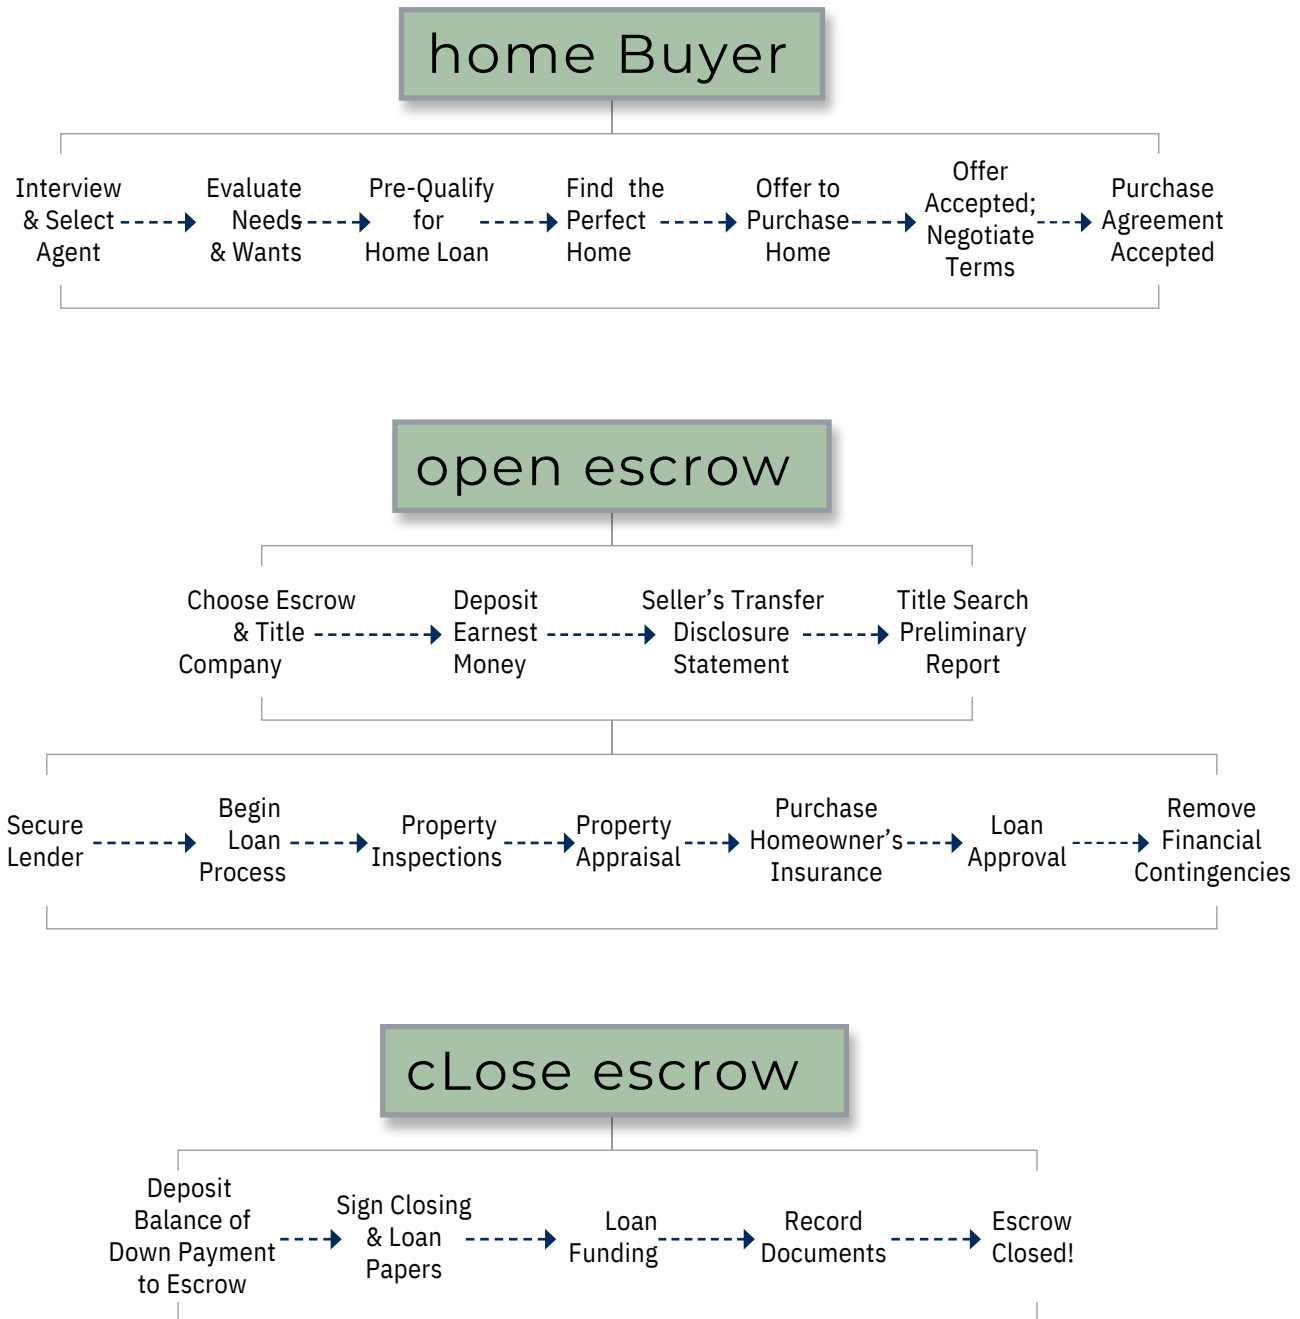 home Buyer
Interview
& Select
Agent
Evaluate
Needs
& Wants
Pre-Qualify
for
Home Loan
Find the
Perfect
Home
Offer to
Purchase
Home
Offer
Accepted;
Negotiate
Terms
Purchase
Agreement
Accepted
open escrow
Choose Escrow
& Title
Company
Deposit
Earnest
Money
Seller’s Transfer
Disclosure
Statement
Title Search
Preliminary
Report
Secure
Lender
Begin
Loan
Process
Property
Inspections
Property
Appraisal
Purchase
Homeowner’s
Insurance
Loan
Approval
Remove
Financial
Contingencies
cLose escrow
Deposit
Balance of
Down Payment
to Escrow
Sign Closing
& Loan
Papers
Loan
Funding
Record
Documents
Escrow
Closed!